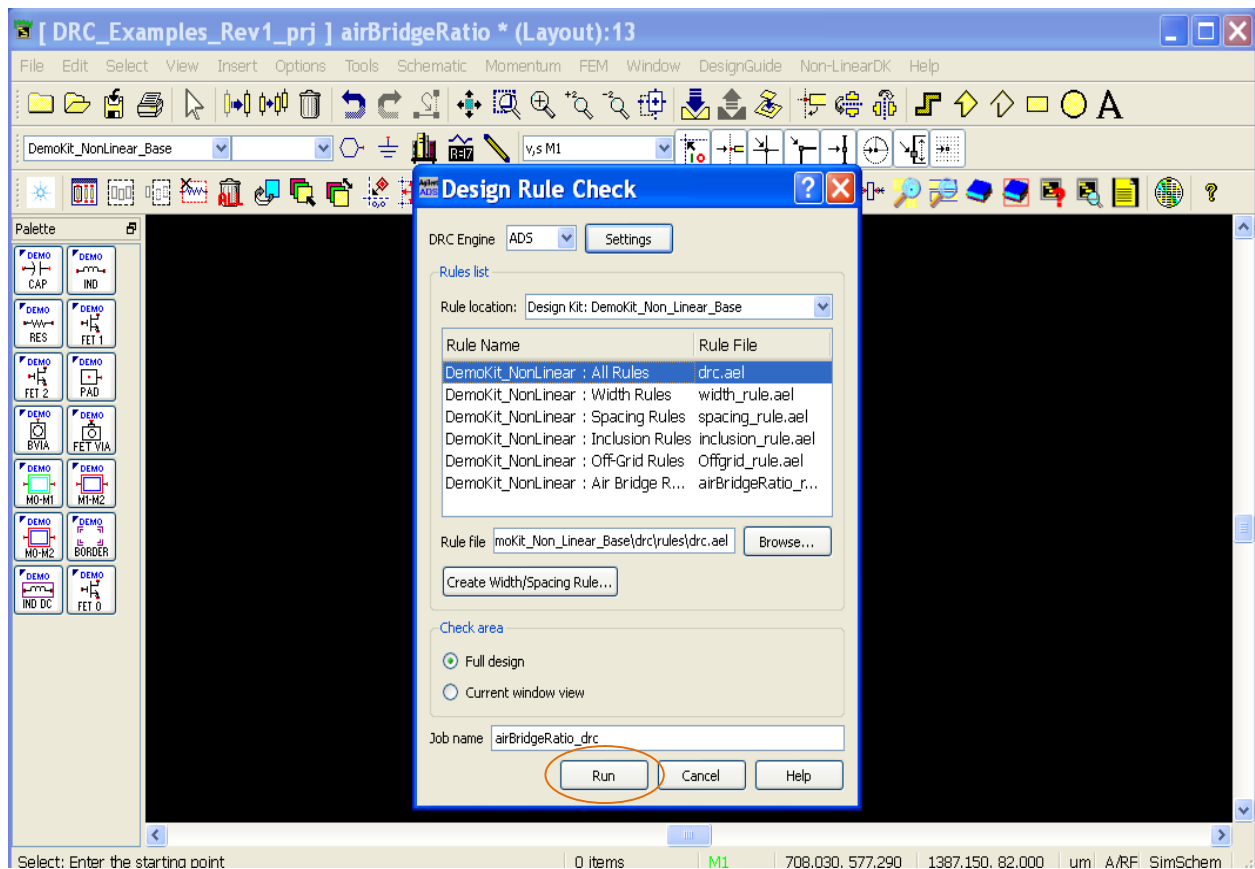 [ DRC_Examples_Rev1_prj ] airBridgeRatio * (Layout):13
File Edit Select View Insert Options Tools Schematic Momentum FEM Window DesignGuide Non-LinearDK Help
A
DemoKit_NonLinear_Base
v,s M1
Palette
DEMO CAP
DEMO IND
DEMO RES
DEMO FET 1
DEMO FET 2
DEMO PAD
DEMO BVIA
DEMO FET VIA
DEMO M0-M1
DEMO M1-M2
DEMO M0-M2
DEMO BORDER
DEMO IND DC
DEMO FET 0
Agilent ADS Design Rule Check
DRC Engine ADS Settings
Rules list
Rule location: Design Kit: DemoKit_Non_Linear_Base
Rule Name Rule File
DemoKit_NonLinear : All Rules drc.ael
DemoKit_NonLinear : Width Rules width_rule.ael
DemoKit_NonLinear : Spacing Rules spacing_rule.ael
DemoKit_NonLinear : Inclusion Rules inclusion_rule.ael
DemoKit_NonLinear : Off-Grid Rules Offgrid_rule.ael
DemoKit_NonLinear : Air Bridge R... airBridgeRatio_r...
Rule file moKit_Non_Linear_Base\drc\rules\drc.ael Browse...
Create Width/Spacing Rule...
Check area
Full design
Current window view
Job name airBridgeRatio_drc
Run Cancel Help
Select: Enter the starting point 0 items M1 708.030, 577.290 1387.150, 82.000 um A/RF SimSchem